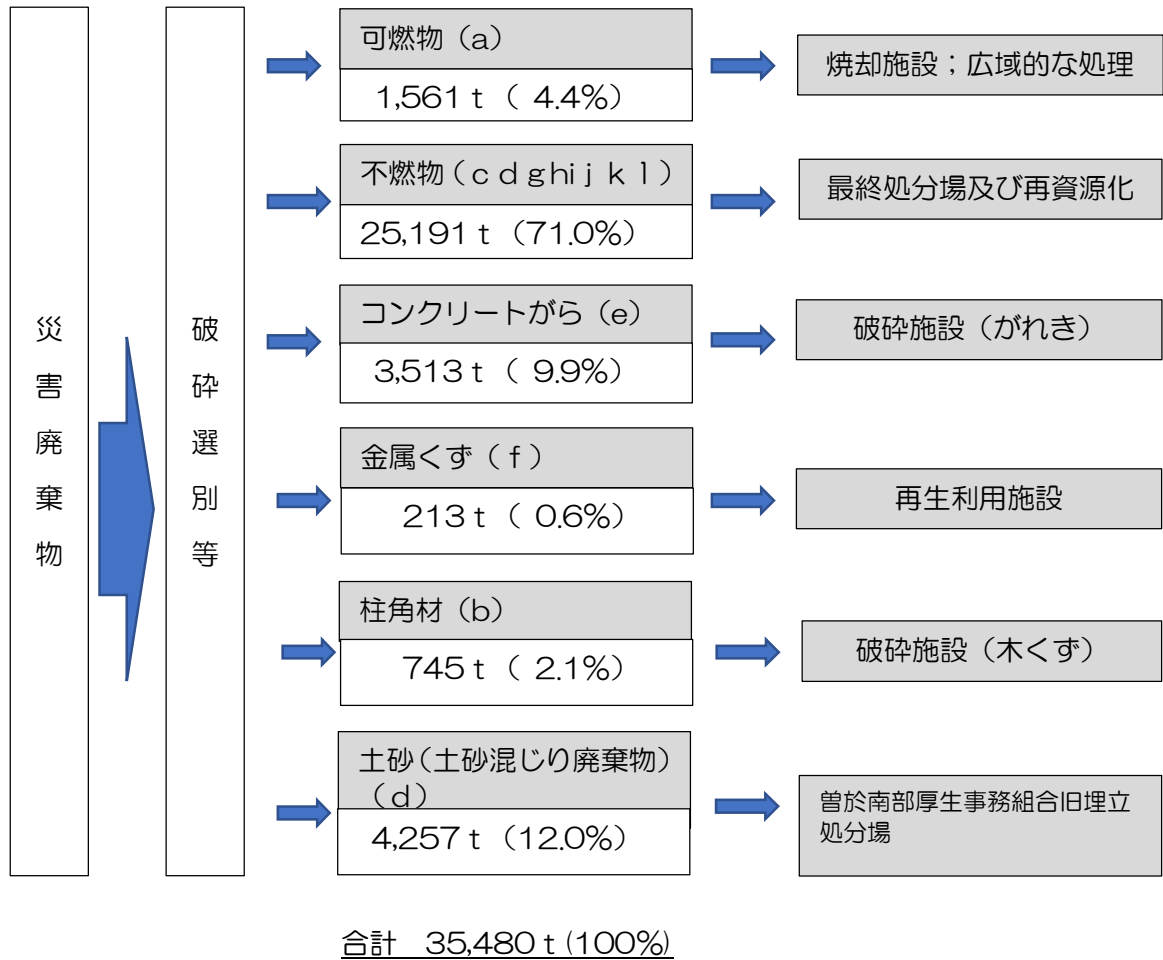 災害廃棄物
破砕選別等
可燃物（a）
1,561ｔ（ 4.4%）
焼却施設；広域的な処理
不燃物（ｃｄghiｊｋｌ）
25,191ｔ（71.0%）
最終処分場及び再資源化
コンクリートがら（e）
3,513ｔ（ 9.9%）
破砕施設（がれき）
金属くず（ｆ）
213ｔ（ 0.6%）
再生利用施設
柱角材（b）
745ｔ（ 2.1%）
破砕施設（木くず）
土砂（土砂混じり廃棄物）
（ｄ）
4,257ｔ（12.0%）
曽於南部厚生事務組合旧埋立
処分場
合計　35,480ｔ(100%)